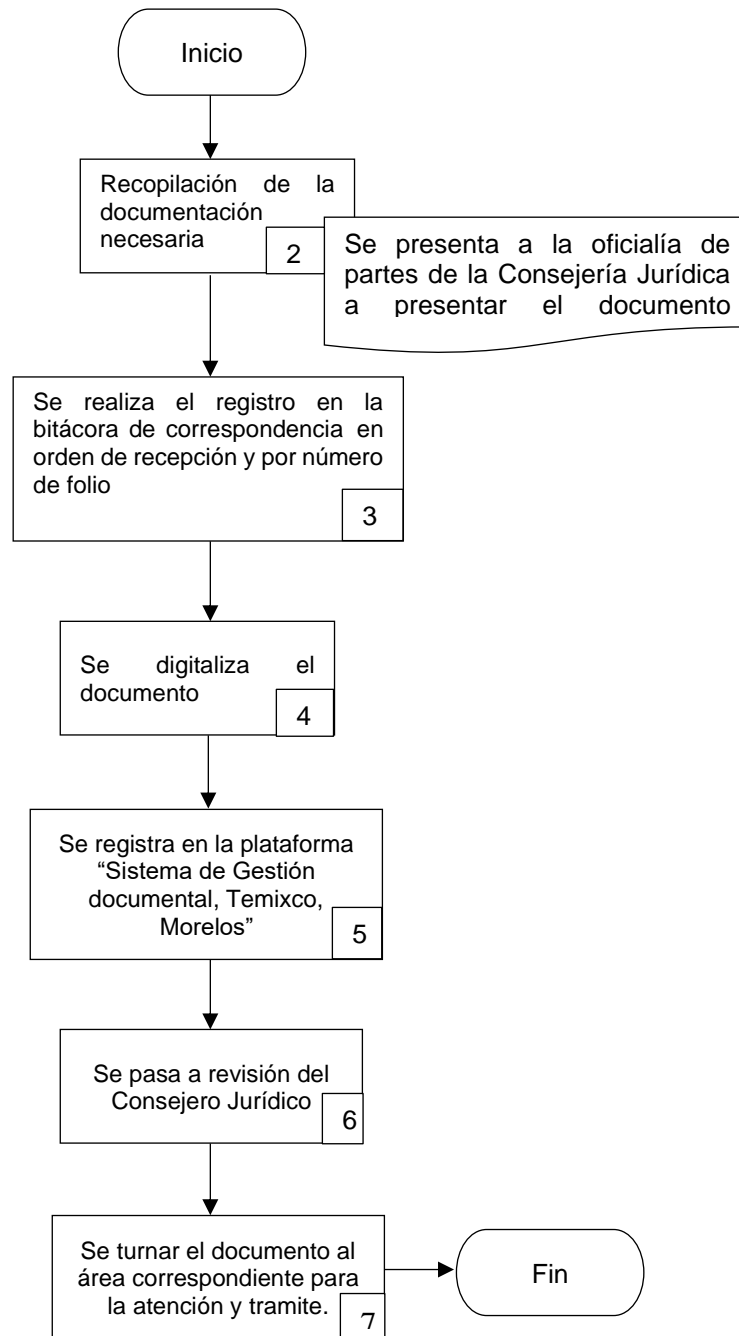 Inicio
Recopilación de la
documentación
necesaria
2
Se presenta a la oficialía de
partes de la Consejería Jurídica
a presentar el documento
Se realiza el registro en la
bitácora de correspondencia en
orden de recepción y por número
de folio
3
Se digitaliza el
documento
4
Se registra en la plataforma
“Sistema de Gestión
documental, Temixco,
Morelos”
5
Se pasa a revisión del
Consejero Jurídico
6
Se turnar el documento al
área correspondiente para
la atención y tramite.
7
Fin